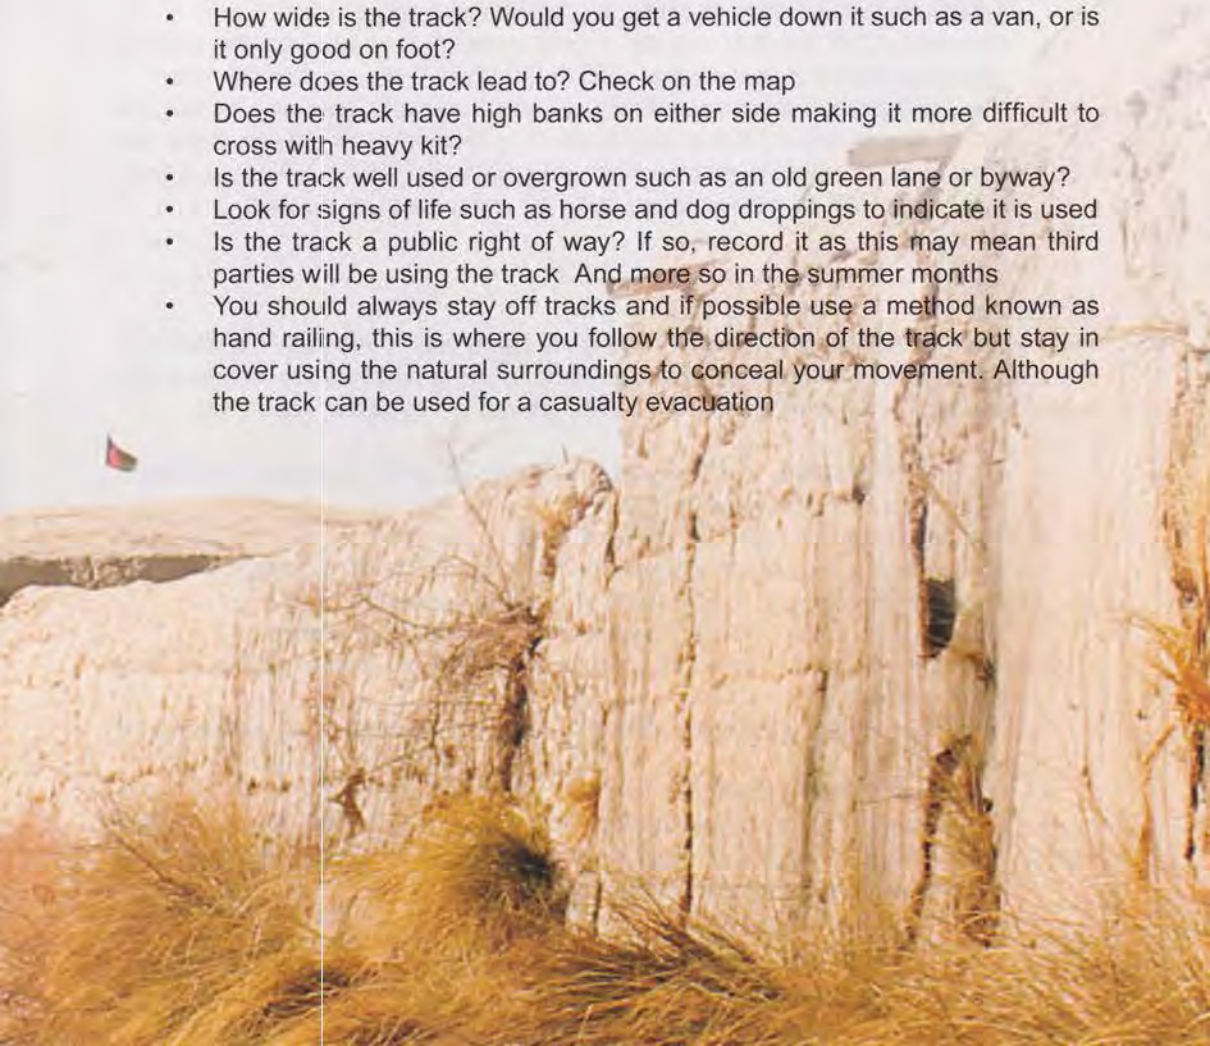 • How wide is the track? Would you get a vehicle down it such as a van, or is
it only good on foot?
• Where does the track lead to? Check on the map
• Does the track have high banks on either side making it more difficult to
cross with heavy kit?
• Is the track well used or overgrown such as an old green lane or byway?
• Look for signs of life such as horse and dog droppings to indicate it is used
• Is the track a public right of way? If so, record it as this may mean third
parties will be using the track And more so in the summer months
• You should always stay off tracks and if possible use a method known as
hand railing, this is where you follow the direction of the track but stay in
cover using the natural surroundings to conceal your movement. Although
the track can be used for a casualty evacuation